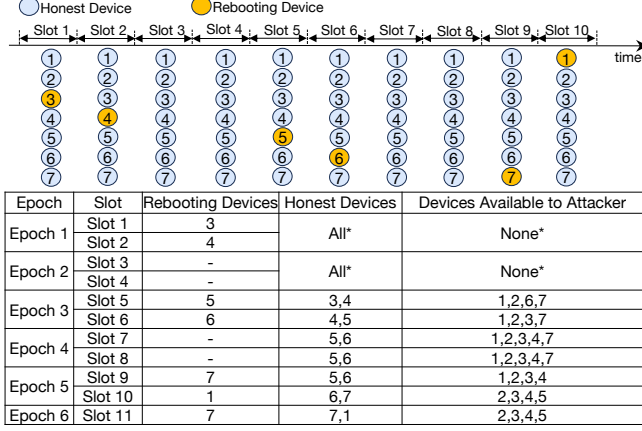 Honest Device Rebooting Device
Slot 1 Slot 2 Slot 3 Slot 4 Slot 5 Slot 6 Slot 7 Slot 8 Slot 9 Slot 10
time
1 1 1 1 1 1 1 1 1 1
2 2 2 2 2 2 2 2 2 2
3 3 3 3 3 3 3 3 3 3
4 4 4 4 4 4 4 4 4 4
5 5 5 5 5 5 5 5 5 5
6 6 6 6 6 6 6 6 6 6
7 7 7 7 7 7 7 7 7 7
Epoch Slot Rebooting Devices Honest Devices Devices Available to Attacker
Epoch 1 Slot 1 3 All* None*
Slot 2 4
Epoch 2 Slot 3 - All* None*
Slot 4 -
Epoch 3 Slot 5 5 3,4 1,2,6,7
Slot 6 6 4,5 1,2,3,7
Epoch 4 Slot 7 - 5,6 1,2,3,4,7
Slot 8 - 5,6 1,2,3,4,7
Epoch 5 Slot 9 7 5,6 1,2,3,4
Slot 10 1 6,7 2,3,4,5
Epoch 6 Slot 11 7 7,1 2,3,4,5